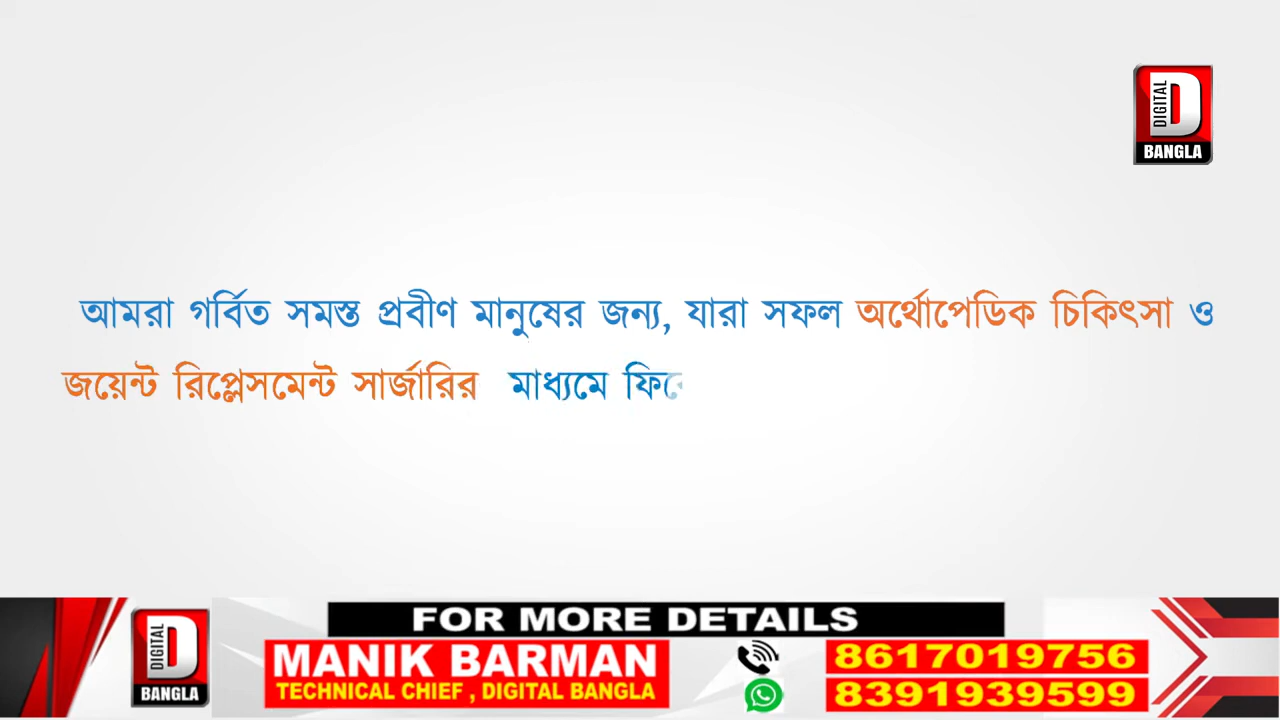 DIGITAL
BANGLA
আমরা গর্বিত সমস্ত প্রবীণ মানুষের জন্য, যারা সফল অর্থোপেডিক চিকিৎসা ও
জয়েন্ট রিপ্লেসমেন্ট সার্জারির মাধ্যমে
FOR MORE DETAILS
DIGITAL
BANGLA
MANIK BARMAN
TECHNICAL CHIEF , DIGITAL BANGLA
8617019756
8391939599